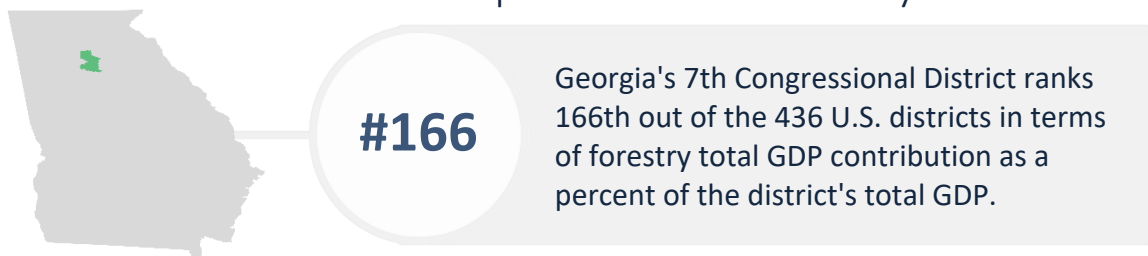 #166
Georgia's 7th Congressional District ranks
166th out of the 436 U.S. districts in terms
of forestry total GDP contribution as a
percent of the district's total GDP.